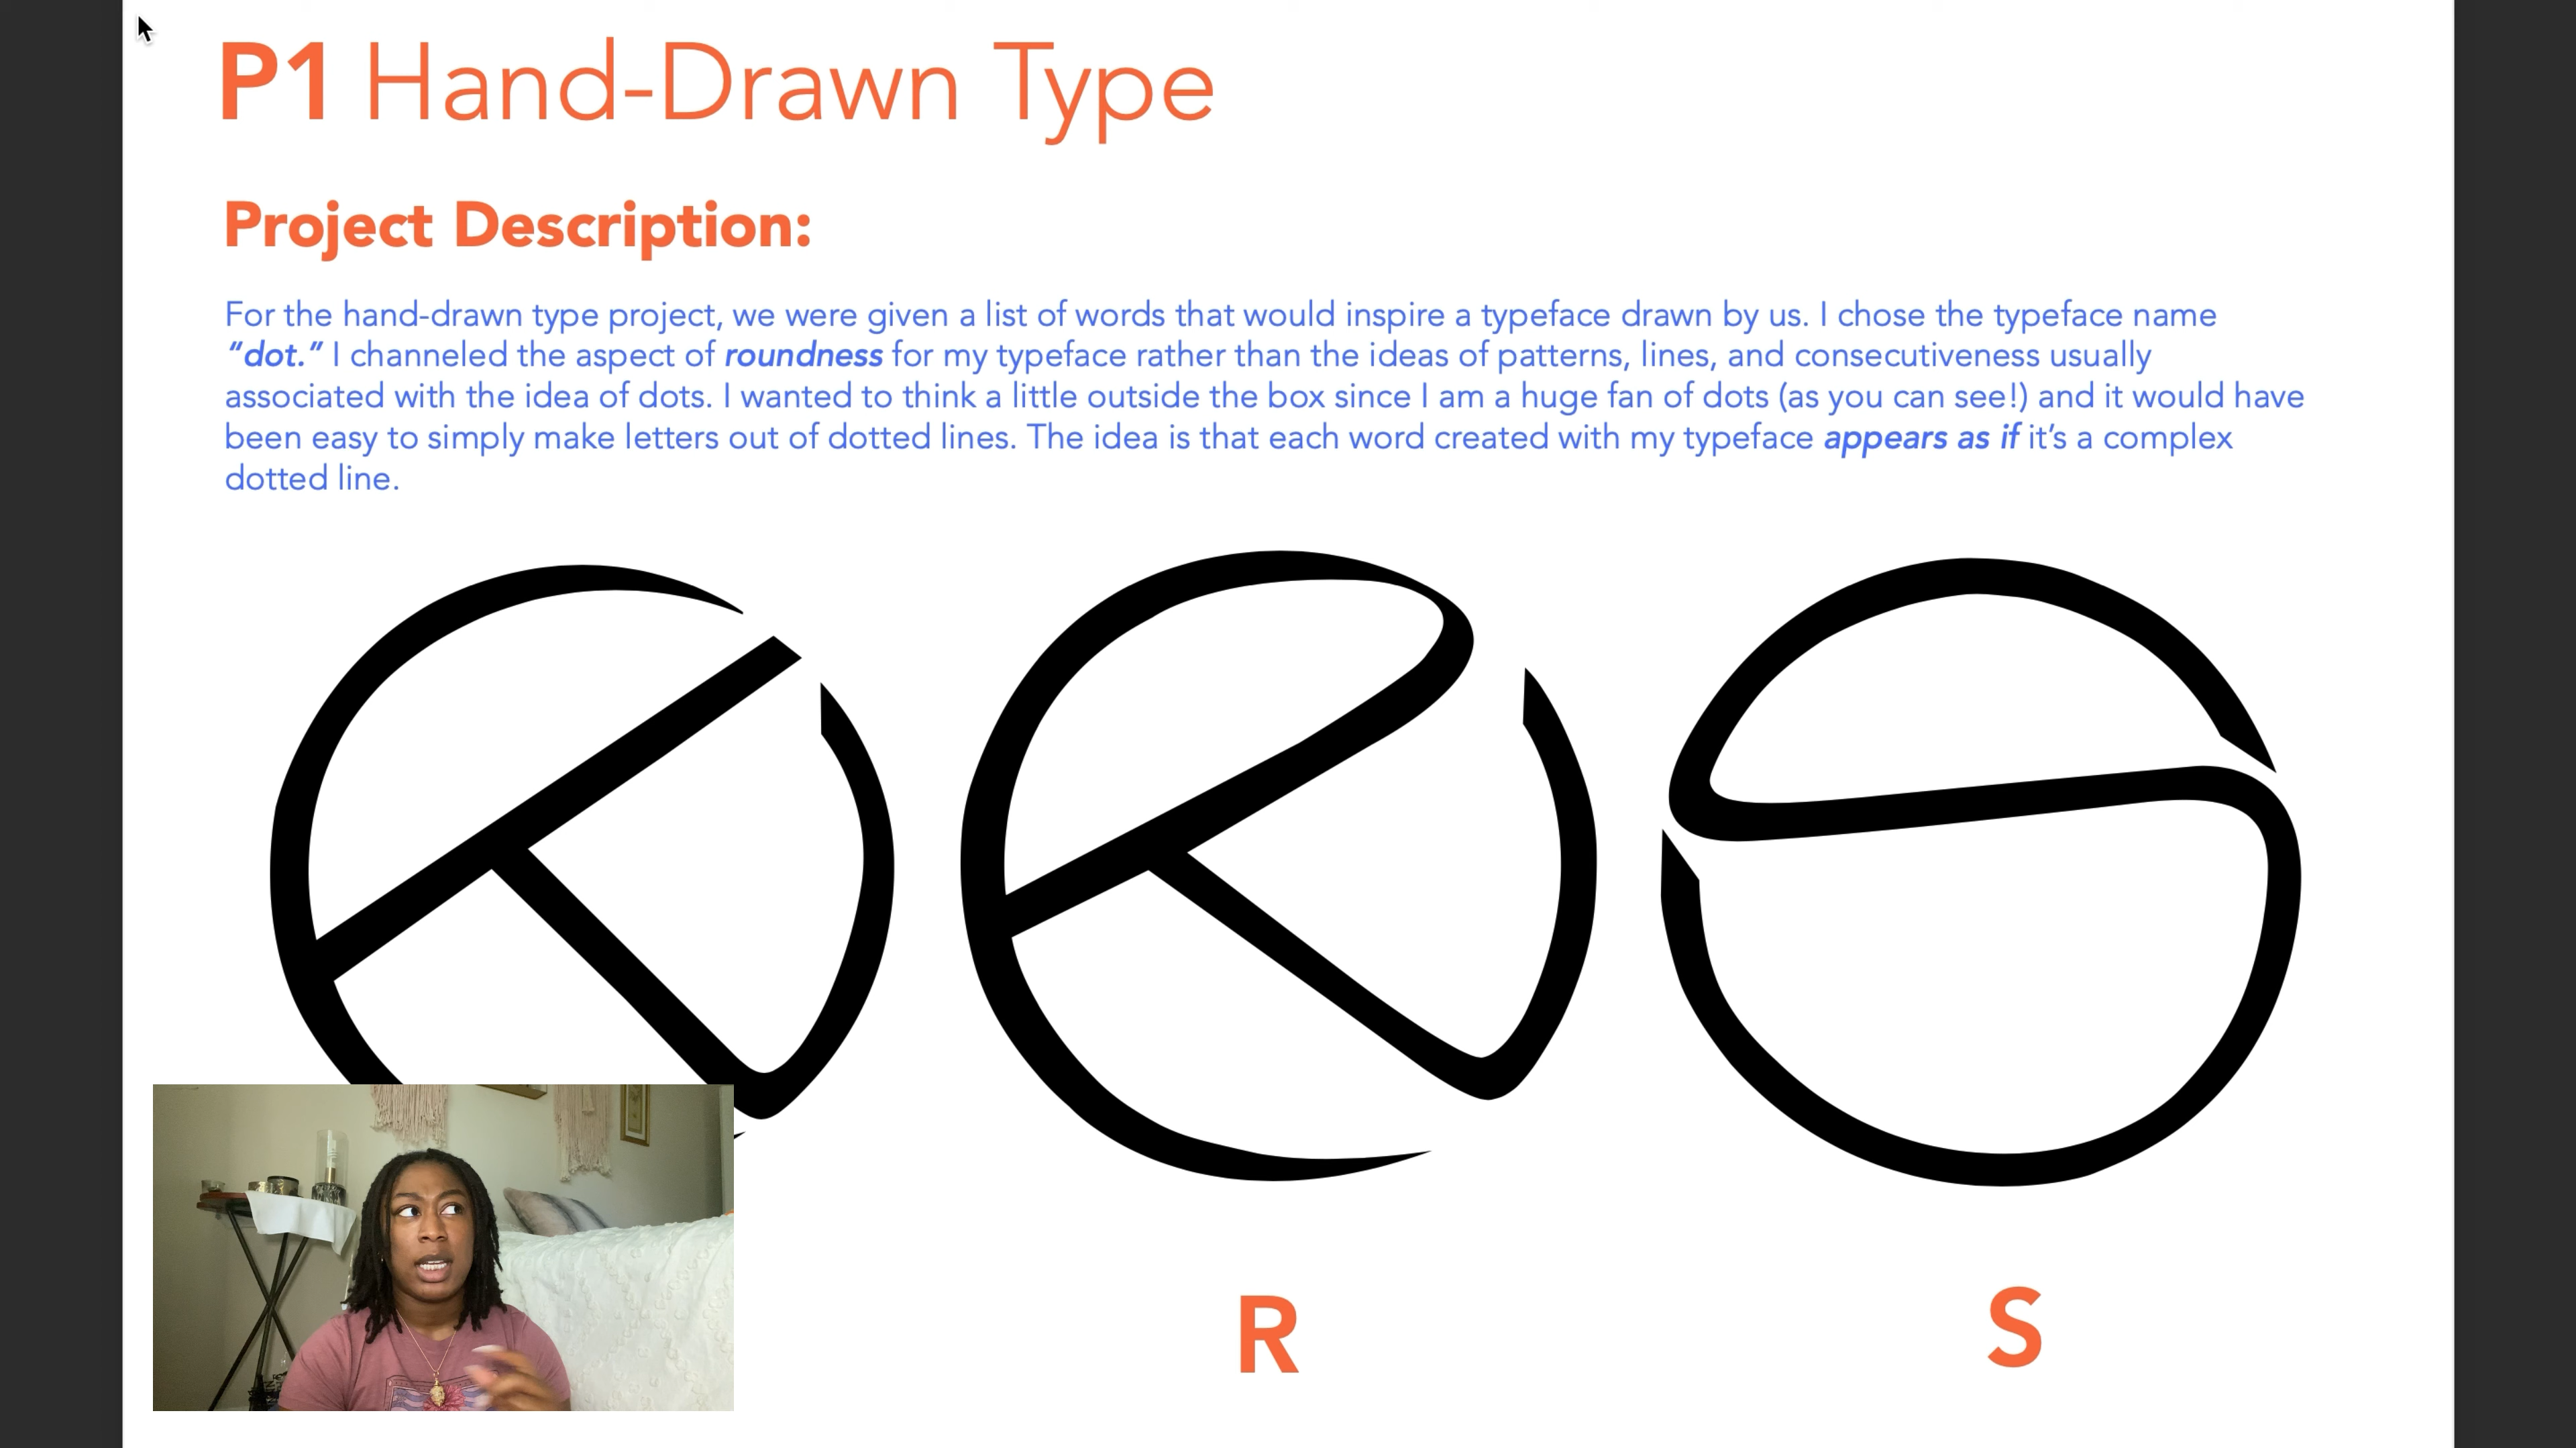 P1 Hand-Drawn Type
Project Description:
For the hand-drawn type project, we were given a list of words that would inspire a typeface drawn by us. I chose the typeface name
“dot.” I channeled the aspect of roundness for my typeface rather than the ideas of patterns, lines, and consecutiveness usually
associated with the idea of dots. I wanted to think a little outside the box since I am a huge fan of dots (as you can see!) and it would have
been easy to simply make letters out of dotted lines. The idea is that each word created with my typeface appears as if it’s a complex
dotted line.
K R S
R S